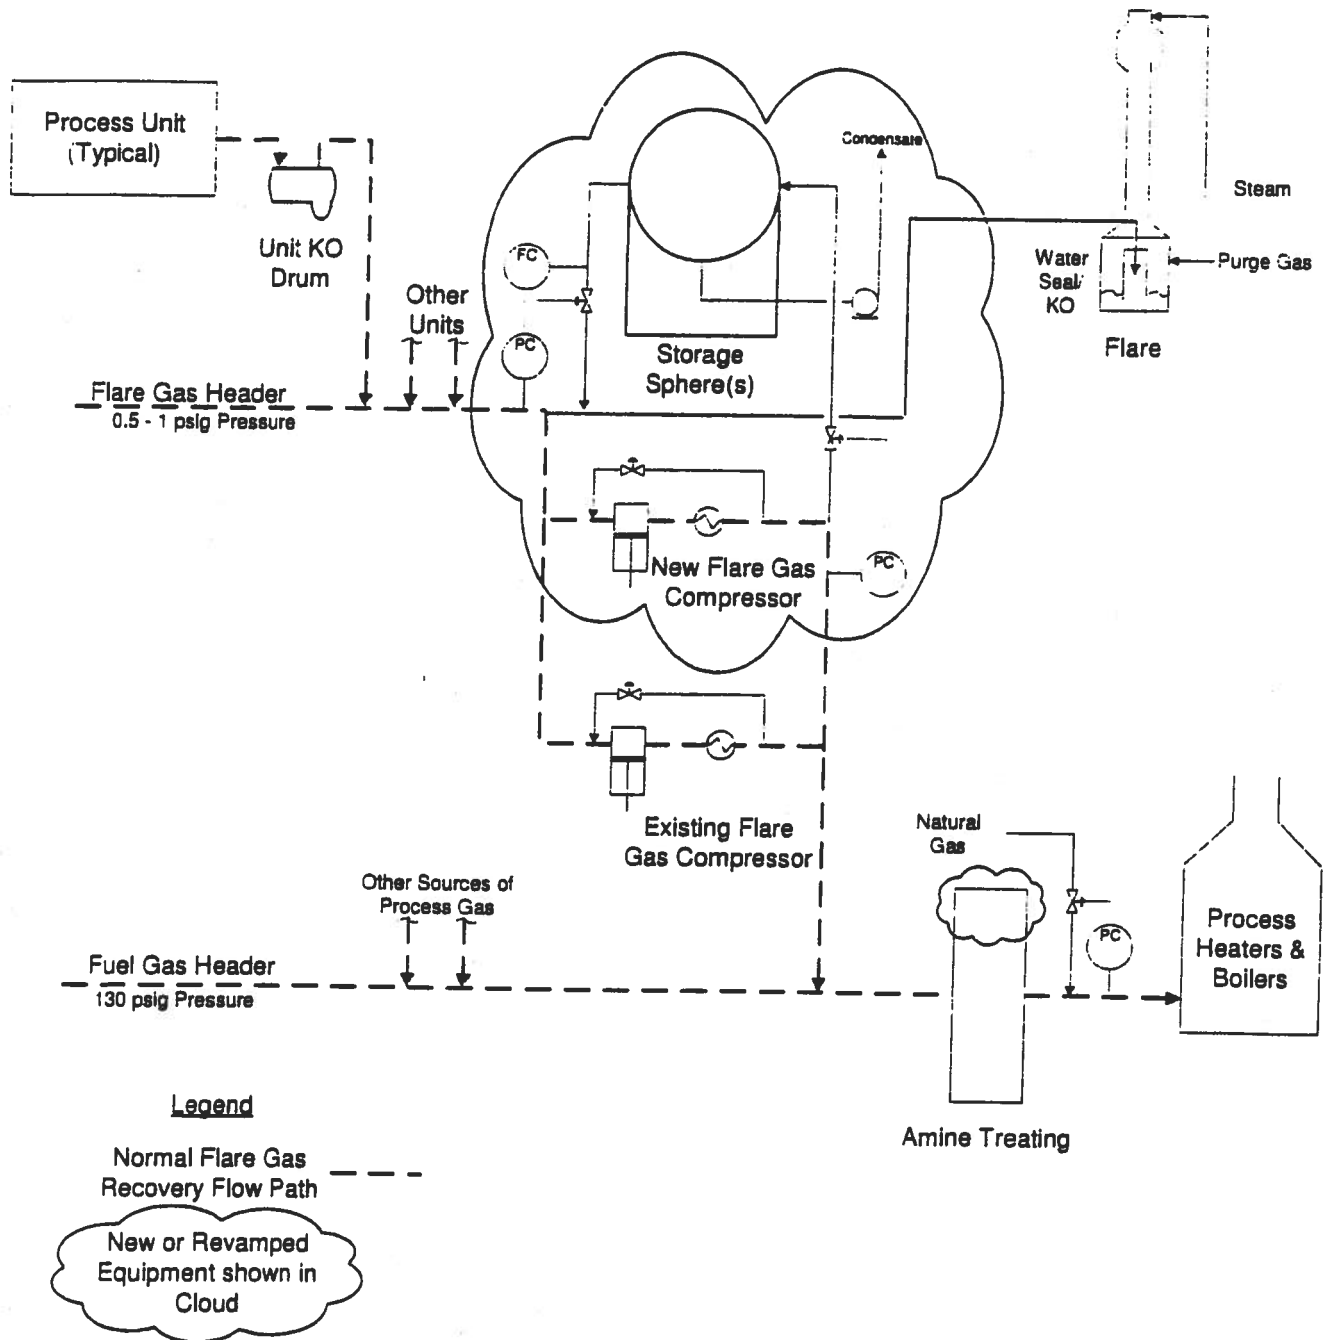 Process Unit
(Typical)
Unit KO
Drum
Other
Units
Flare Gas Header
0.5 - 1 psig Pressure
FC
PC
Condensate
Storage
Sphere(s)
Steam
Water
Seal/
KO
Purge Gas
Flare
New Flare Gas
Compressor
PC
Existing Flare
Gas Compressor
Other Sources of
Process Gas
Fuel Gas Header
130 psig Pressure
Natural
Gas
PC
Process
Heaters &
Boilers
Amine Treating
Legend
Normal Flare Gas
Recovery Flow Path
New or Revamped
Equipment shown in
Cloud